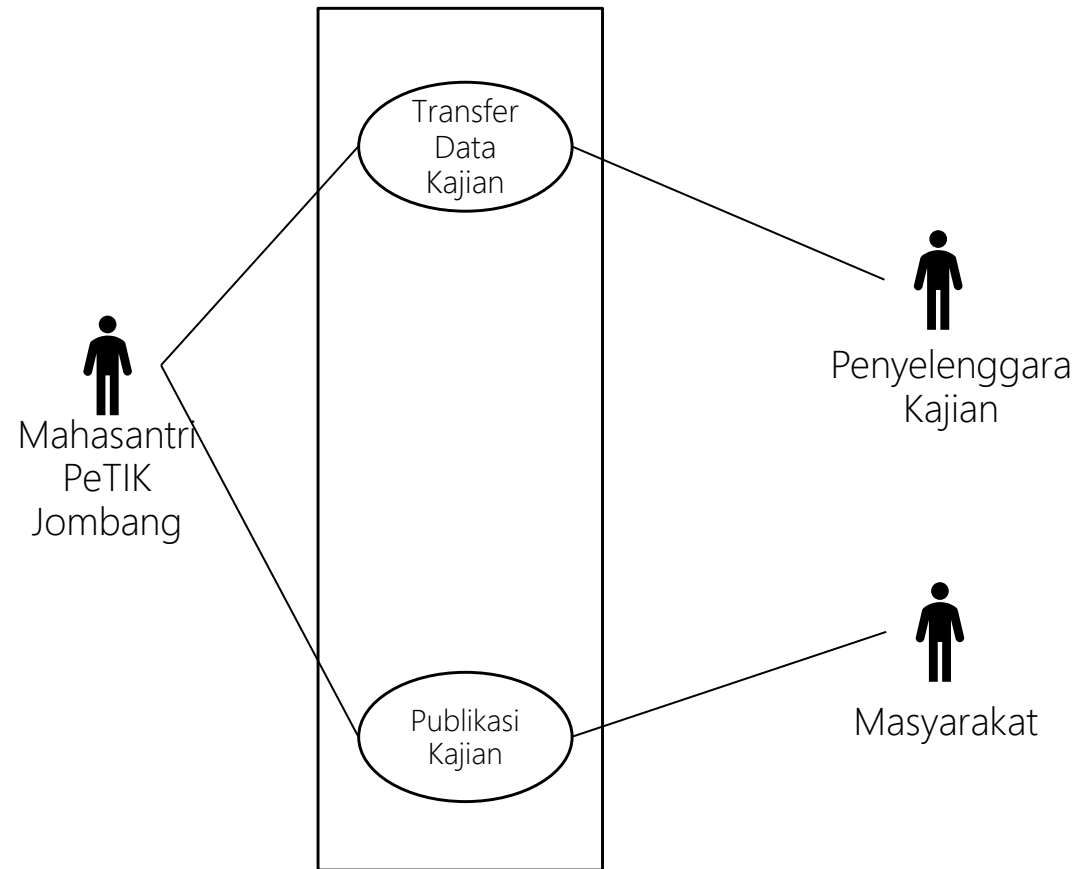 Transfer
Data
Kajian
Penyelenggara
Kajian
Mahasantri
PeTIK
Jombang
Publikasi
Kajian
Masyarakat